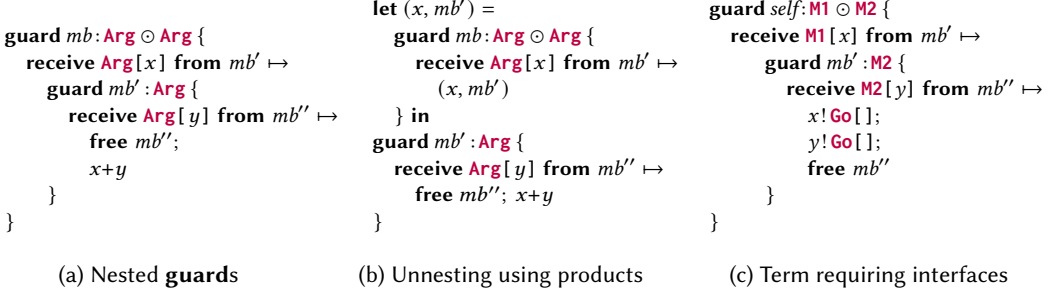 guard mb : Arg ⊙ Arg {
receive Arg[x] from mb′ ↦
guard mb′ : Arg {
receive Arg[y] from mb′′ ↦
free mb′′;
x+y
}
}
(a) Nested guards
let (x, mb′) =
guard mb : Arg ⊙ Arg {
receive Arg[x] from mb′ ↦
(x, mb′)
} in
guard mb′ : Arg {
receive Arg[y] from mb′′ ↦
free mb′′; x+y
}
(b) Unnesting using products
guard self : M1 ⊙ M2 {
receive M1[x] from mb′ ↦
guard mb′ : M2 {
receive M2[y] from mb′′ ↦
x! Go[];
y! Go[];
free mb′′
}
}
(c) Term requiring interfaces